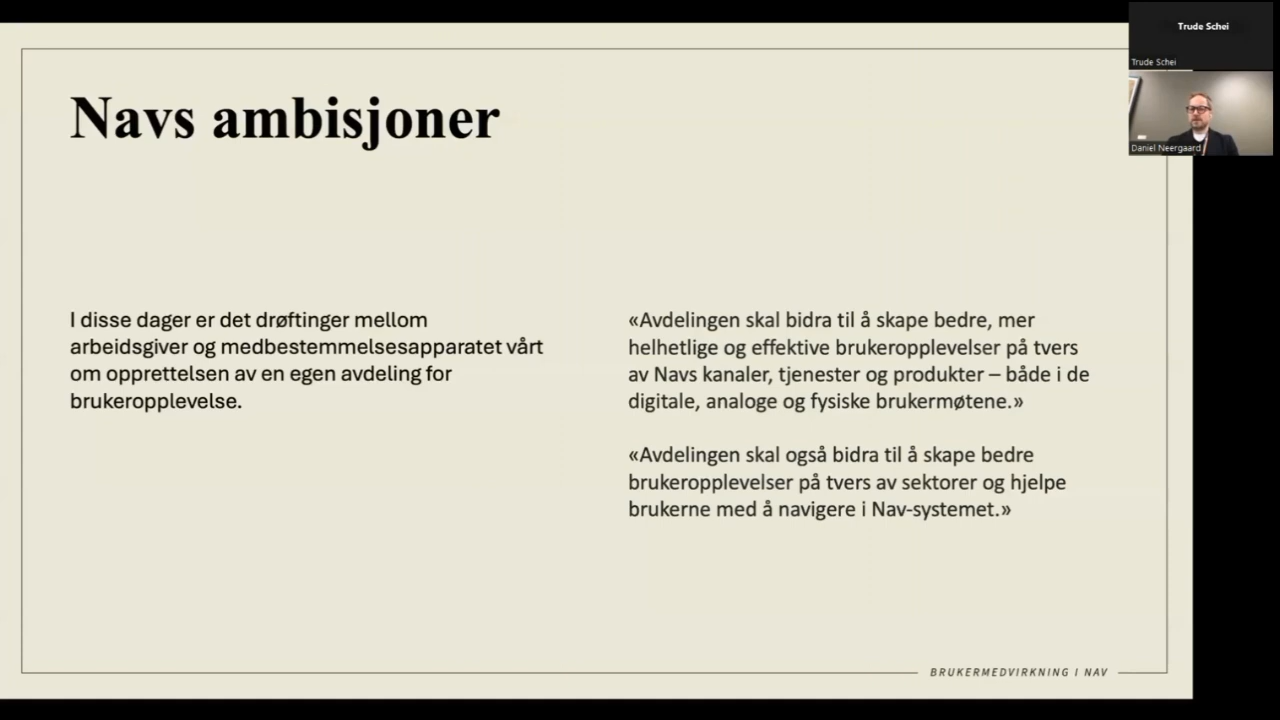 Navs ambisjoner
I disse dager er det drøftinger mellom
arbeidsgiver og medbestemmelsesapparatet vårt
om opprettelsen av en egen avdeling for
brukeropplevelse.
«Avdelingen skal bidra til å skape bedre, mer
helhetlige og effektive brukeropplevelser på tvers
av Navs kanaler, tjenester og produkter – både i de
digitale, analoge og fysiske brukermøtene.»
«Avdelingen skal også bidra til å skape bedre
brukeropplevelser på tvers av sektorer og hjelpe
brukerne med å navigere i Nav-systemet.»
BRUKERMEDVIRKNING I NAV
Trude Schei
Trude Schei
Daniel Neergaard